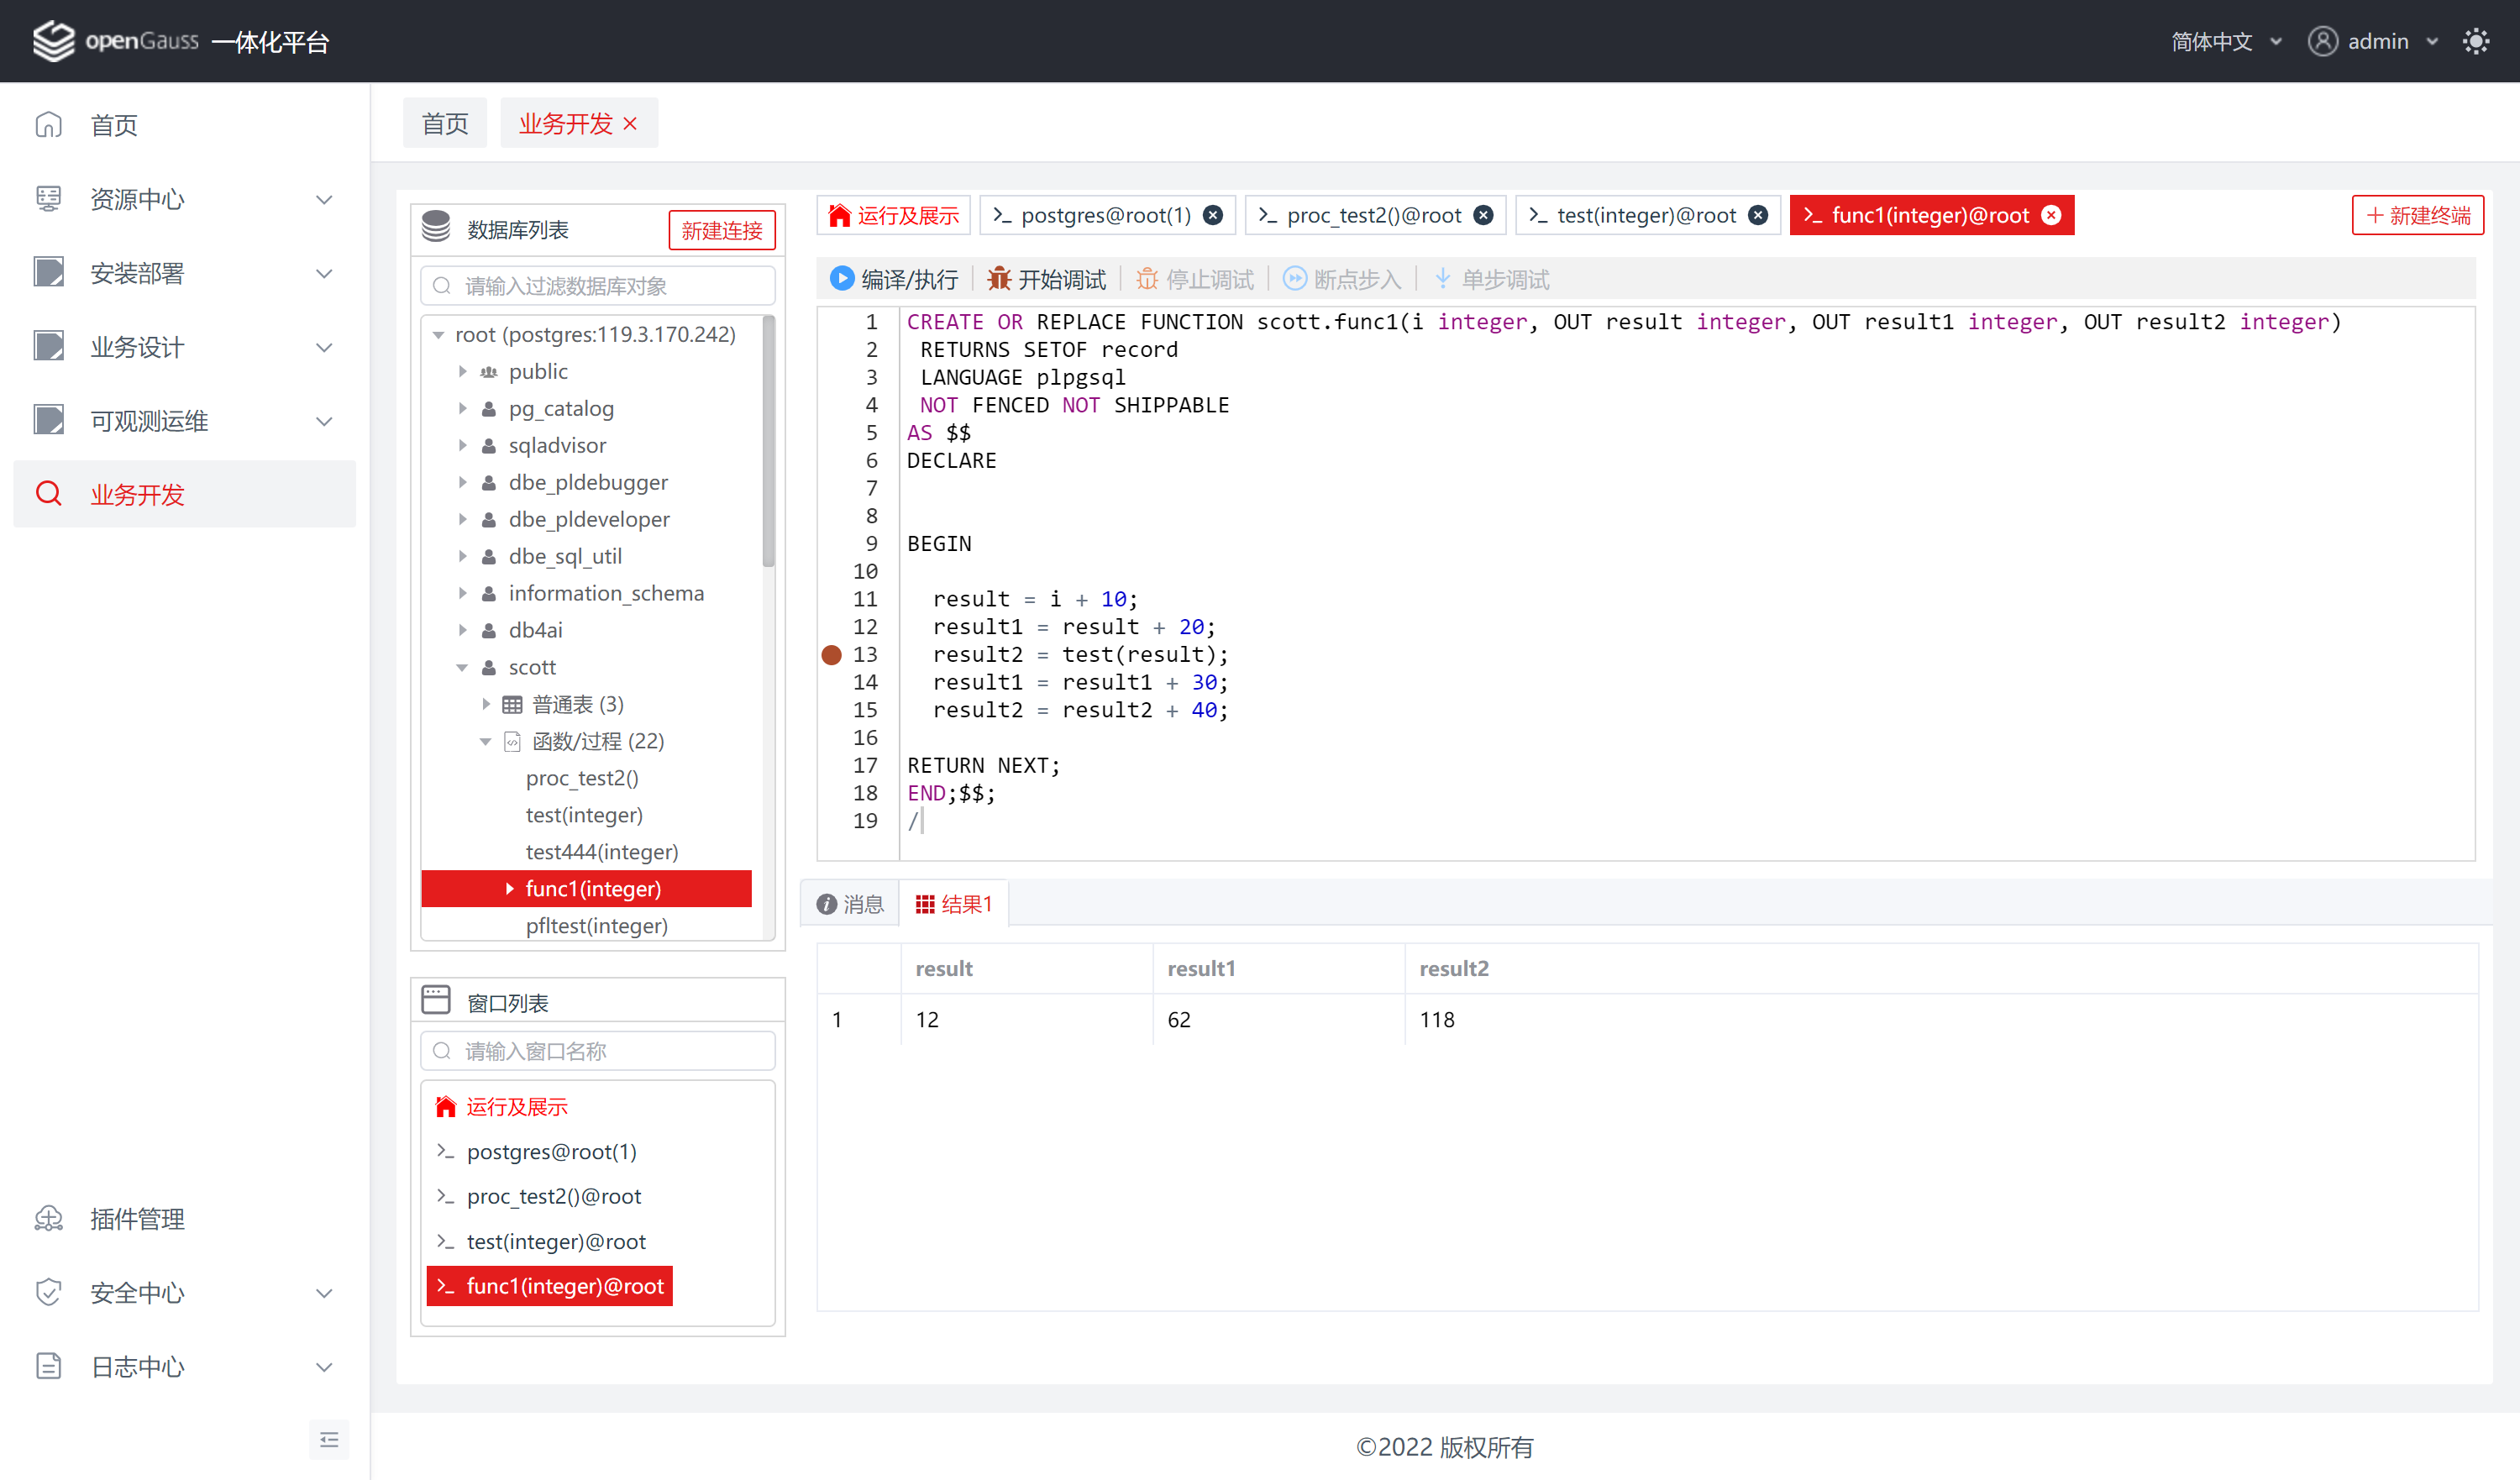 openGauss 一体化平台
简体中文
admin
首页
资源中心
安装部署
业务设计
可观测运维
业务开发
插件管理
安全中心
日志中心
首页
业务开发
数据库列表
新建连接
请输入过滤数据库对象
root (postgres:119.3.170.242)
public
pg_catalog
sqladvisor
dbe_pldebugger
dbe_pldeveloper
dbe_sql_util
information_schema
db4ai
scott
普通表 (3)
函数/过程 (22)
proc_test2()
test(integer)
test444(integer)
func1(integer)
pfltest(integer)
窗口列表
请输入窗口名称
运行及展示
postgres@root(1)
proc_test2()@root
test(integer)@root
func1(integer)@root
运行及展示
postgres@root(1)
proc_test2()@root
test(integer)@root
func1(integer)@root
新建终端
编译/执行
开始调试
停止调试
断点步入
单步调试
1 CREATE OR REPLACE FUNCTION scott.func1(i integer, OUT result integer, OUT result1 integer, OUT result2 integer)
2 RETURNS SETOF record
3 LANGUAGE plpgsql
4 NOT FENCED NOT SHIPPABLE
5 AS $$
6 DECLARE
7
8
9 BEGIN
10
11 result = i + 10;
12 result1 = result + 20;
13 result2 = test(result);
14 result1 = result1 + 30;
15 result2 = result2 + 40;
16
17 RETURN NEXT;
18 END;$$;
19 /
消息
结果1
result result1 result2
1 12 62 118
©2022 版权所有